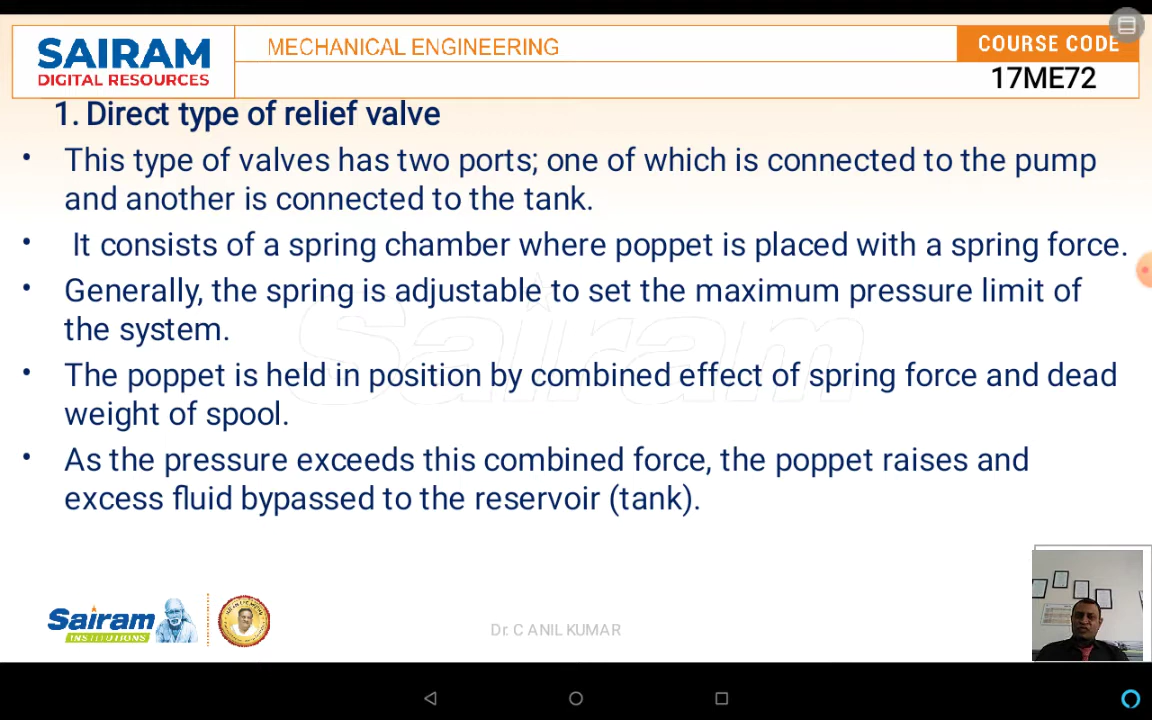 SAIRAM
DIGITAL RESOURCES
MECHANICAL ENGINEERING
COURSE CODE
17ME72
1. Direct type of relief valve
• This type of valves has two ports; one of which is connected to the pump
and another is connected to the tank.
• It consists of a spring chamber where poppet is placed with a spring force.
• Generally, the spring is adjustable to set the maximum pressure limit of
the system.
• The poppet is held in position by combined effect of spring force and dead
weight of spool.
• As the pressure exceeds this combined force, the poppet raises and
excess fluid bypassed to the reservoir (tank).
Sairam
Sairam
INSTITUTIONS
Dr. C ANIL KUMAR